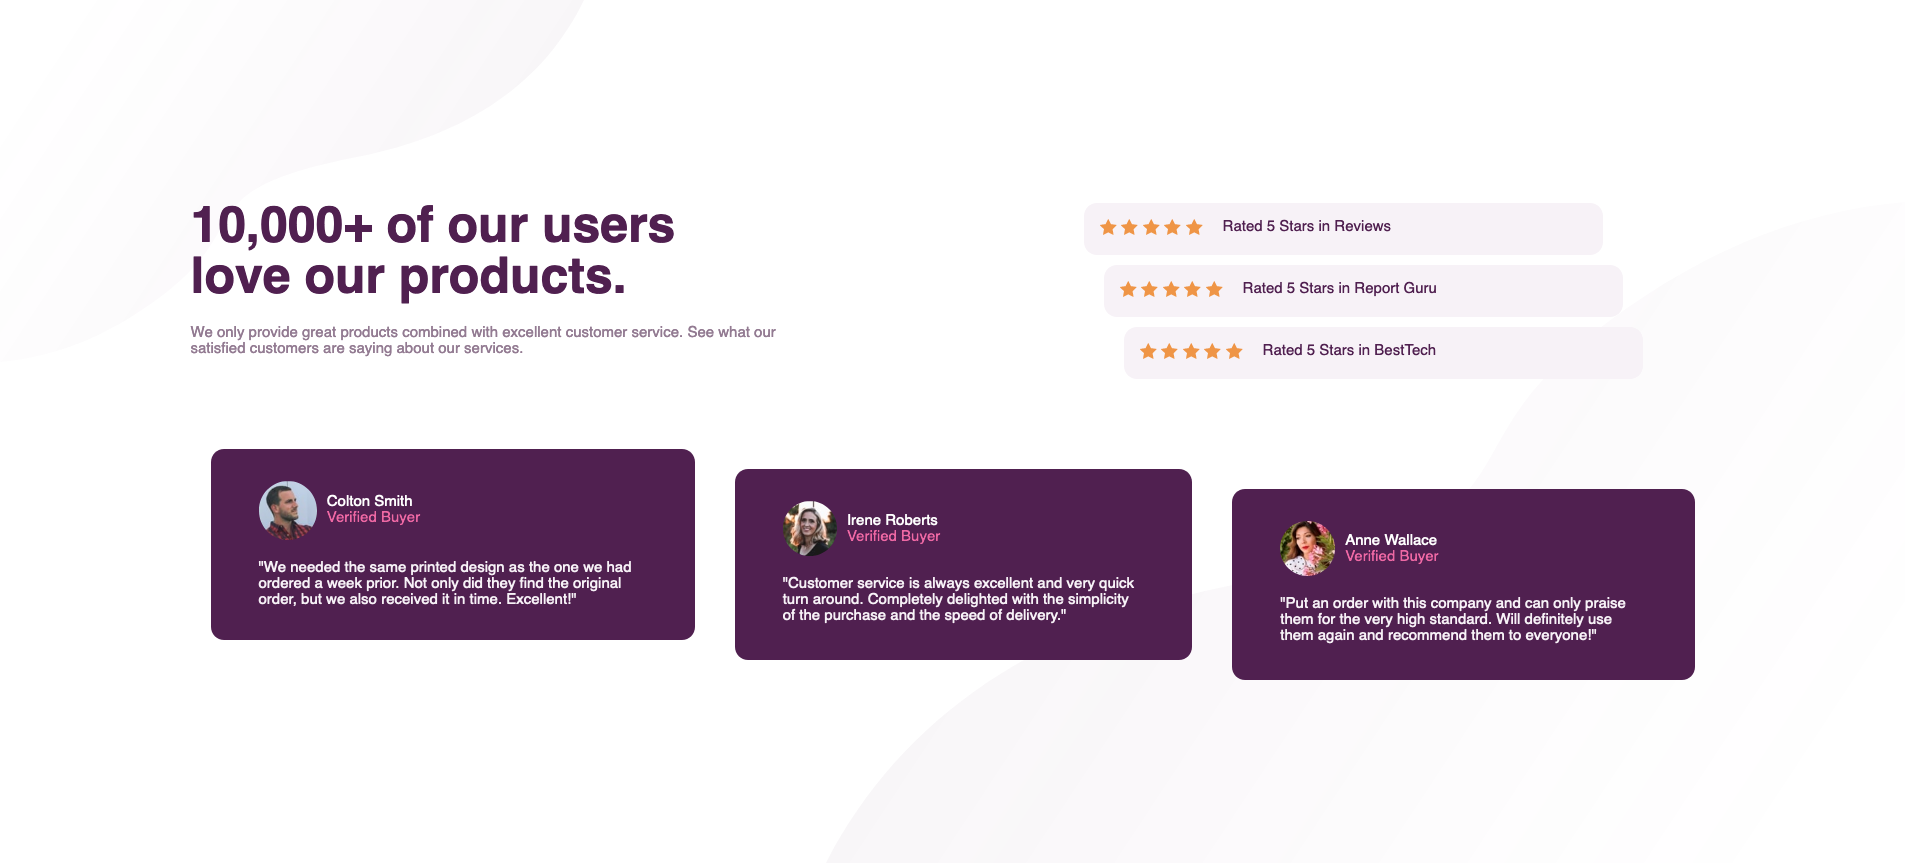 10,000+ of our users
love our products.
We only provide great products combined with excellent customer service. See what our
satisfied customers are saying about our services.
Rated 5 Stars in Reviews
Rated 5 Stars in Report Guru
Rated 5 Stars in BestTech
Colton Smith
Verified Buyer
"We needed the same printed design as the one we had
ordered a week prior. Not only did they find the original
order, but we also received it in time. Excellent!"
Irene Roberts
Verified Buyer
"Customer service is always excellent and very quick
turn around. Completely delighted with the simplicity
of the purchase and the speed of delivery."
Anne Wallace
Verified Buyer
"Put an order with this company and can only praise
them for the very high standard. Will definitely use
them again and recommend them to everyone!"